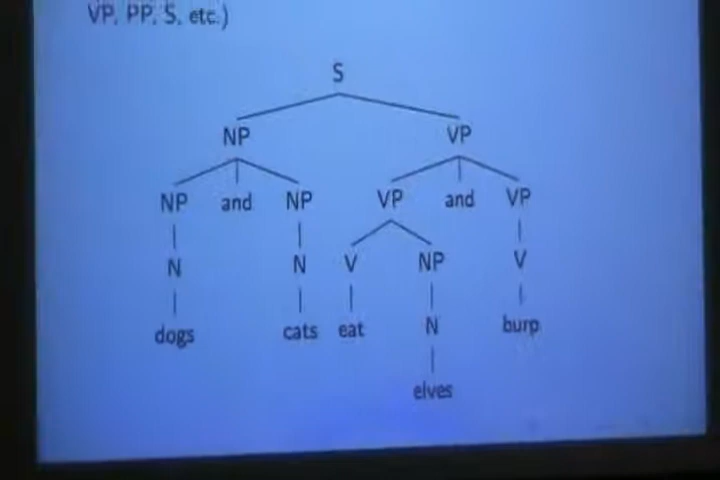 VP, PP, S, etc.)
S
NP VP
NP and NP VP and VP
N N V NP V
dogs cats eat N burp
elves